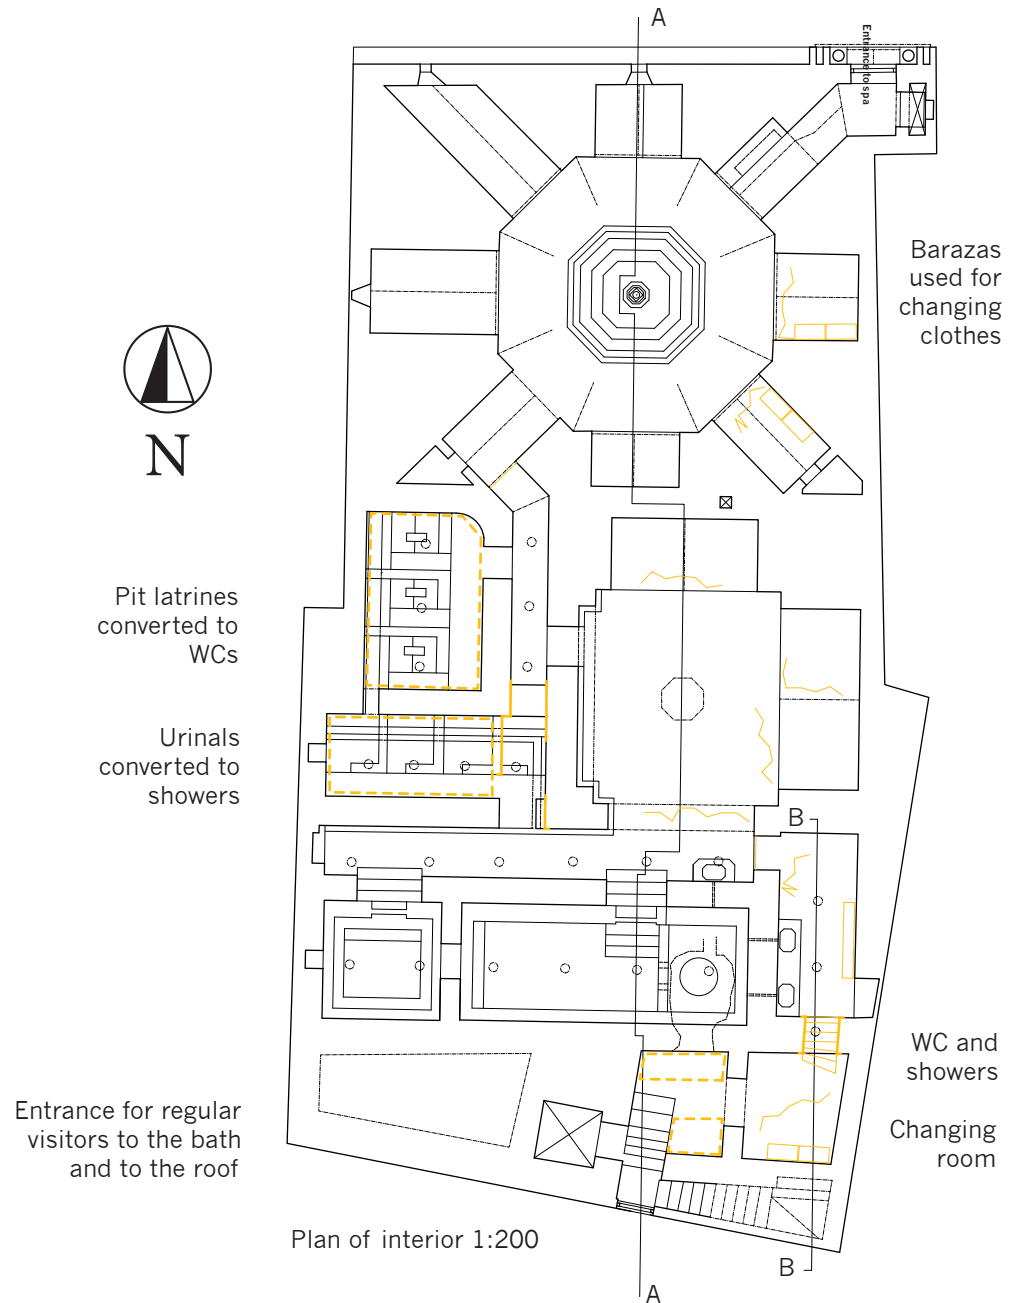 A
Entrance to spa
Barazas
used for
changing
clothes
N
Pit latrines
converted to
WCs
Urinals
converted to
showers
B
WC and
showers
Entrance for regular
visitors to the bath
and to the roof
Changing
room
Plan of interior 1:200
B
A